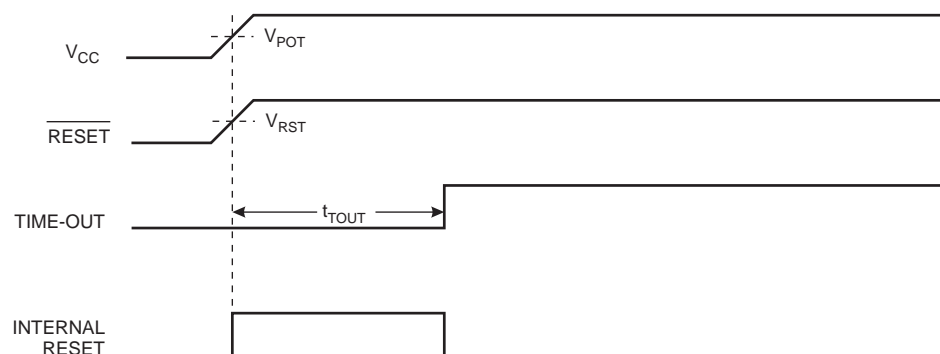 VPOT
VCC
VRST
RESET
tTOUT
TIME-OUT
INTERNAL
RESET